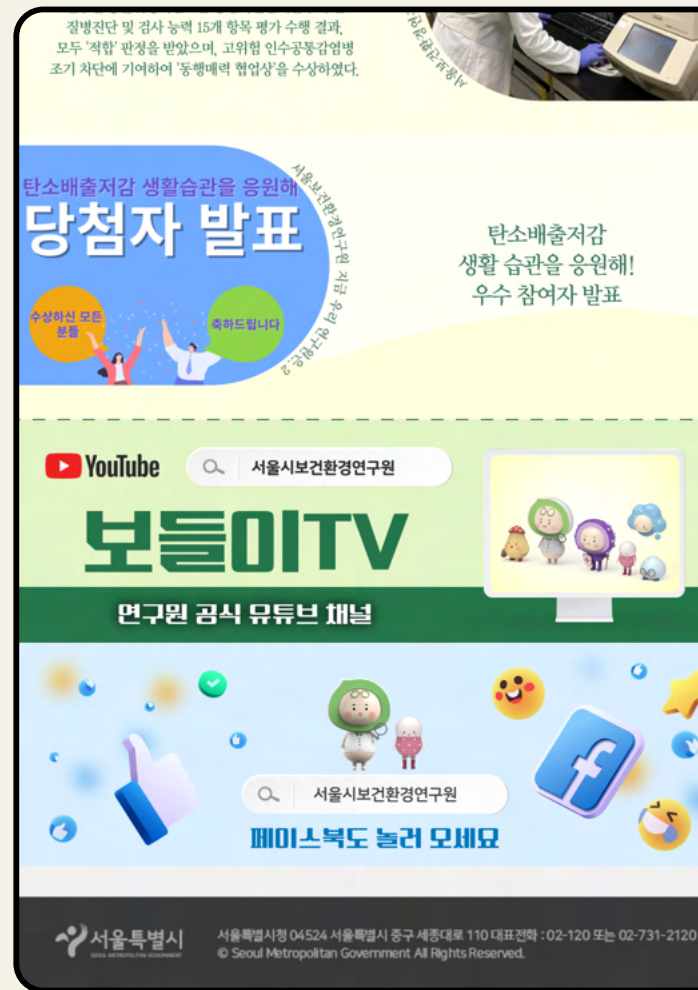 질병진단 및 검사 능력 15개 항목 평가 수행 결과,
모두 '적합' 판정을 받았으며, 고위험 인수공통감염병
조기 차단에 기여하여 '동행매력 협업상'을 수상하였다.
탄소배출저감 생활습관을 응원해
당첨자 발표
수상하신 모든
분들
축하드립니다
서울보건환경연구원 지금 우리 연구원은.2
탄소배출저감
생활 습관을 응원해!
우수 참여자 발표
YouTube
서울시보건환경연구원
보들이TV
연구원 공식 유튜브 채널
서울시보건환경연구원
페이스북도 놀러 오세요
서울특별시
SEOUL METROPOLITAN GOVERNMENT
서울특별시청 04524 서울특별시 중구 세종대로 110 대표전화 : 02-120 또는 02-731-2120
© Seoul Metropolitan Government All Rights Reserved.